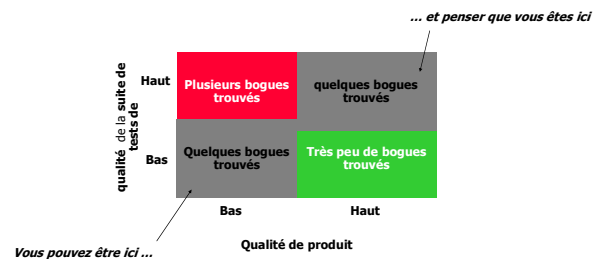 ... et penser que vous êtes ici
qualité de la suite de
tests de
Haut
Plusieurs bogues
trouvés
quelques bogues
trouvés
Bas
Quelques bogues
trouvés
Très peu de bogues
trouvés
Bas
Haut
Qualité de produit
Vous pouvez être ici ...